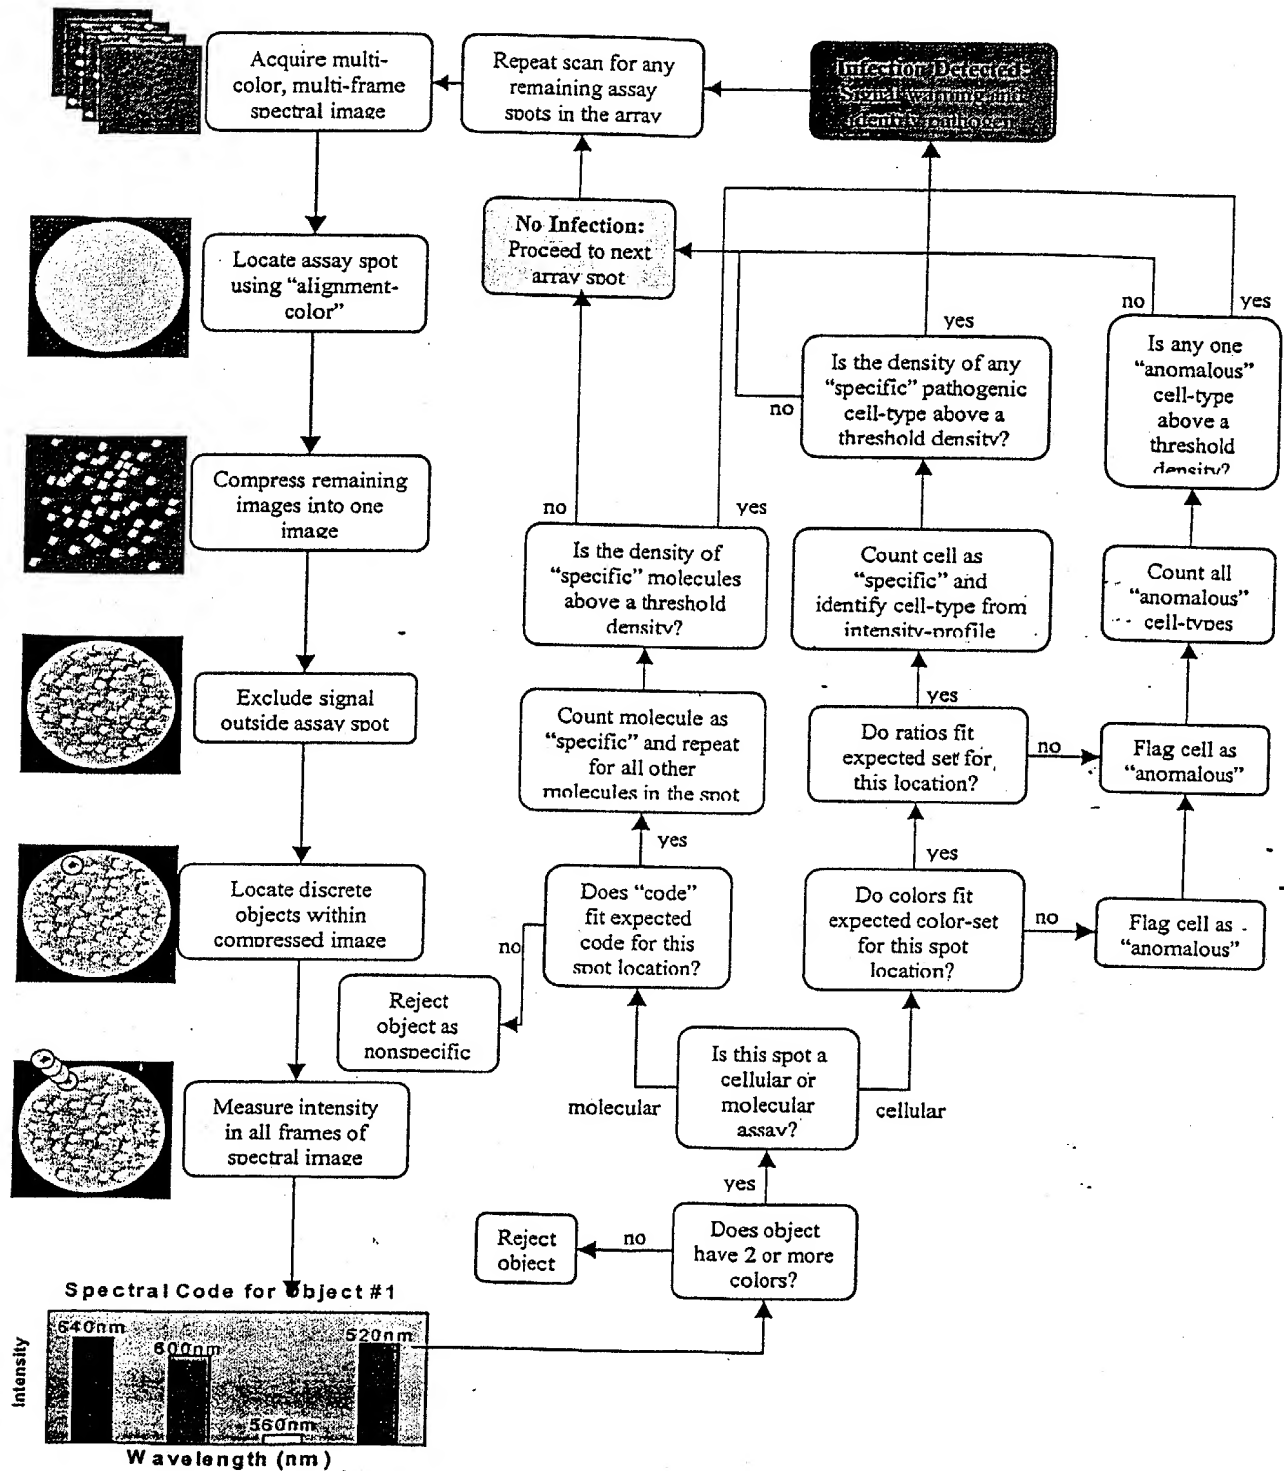 Acquire multi-
color, multi-frame
spectral image
Repeat scan for any
remaining assay
spots in the array
Infection Detected:
Signal warning and
identify pathogen
No Infection:
Proceed to next
array spot
Locate assay spot
using "alignment-
color"
no
yes
Is any one
"anomalous"
cell-type
above a
threshold
density?
yes
Is the density of any
"specific" pathogenic
cell-type above a
threshold density?
no
Compress remaining
images into one
image
no
yes
Is the density of
"specific" molecules
above a threshold
density?
Count cell as
"specific" and
identify cell-type from
intensity-profile
Count all
"anomalous"
cell-types
Exclude signal
outside assay spot
Count molecule as
"specific" and repeat
for all other
molecules in the spot
yes
Do ratios fit
expected set for
this location?
no
Flag cell as
"anomalous"
yes
yes
Locate discrete
objects within
compressed image
Does "code"
fit expected
code for this
spot location?
no
Do colors fit
expected color-set
for this spot
location?
no
Flag cell as
"anomalous"
Reject
object as
nonspecific
Is this spot a
cellular or
molecular
assay?
molecular
cellular
Measure intensity
in all frames of
spectral image
yes
Does object
have 2 or more
colors?
no
Reject
object
Spectral Code for Object #1
640nm
600nm
560nm
520nm
Intensity
Wavelength (nm)